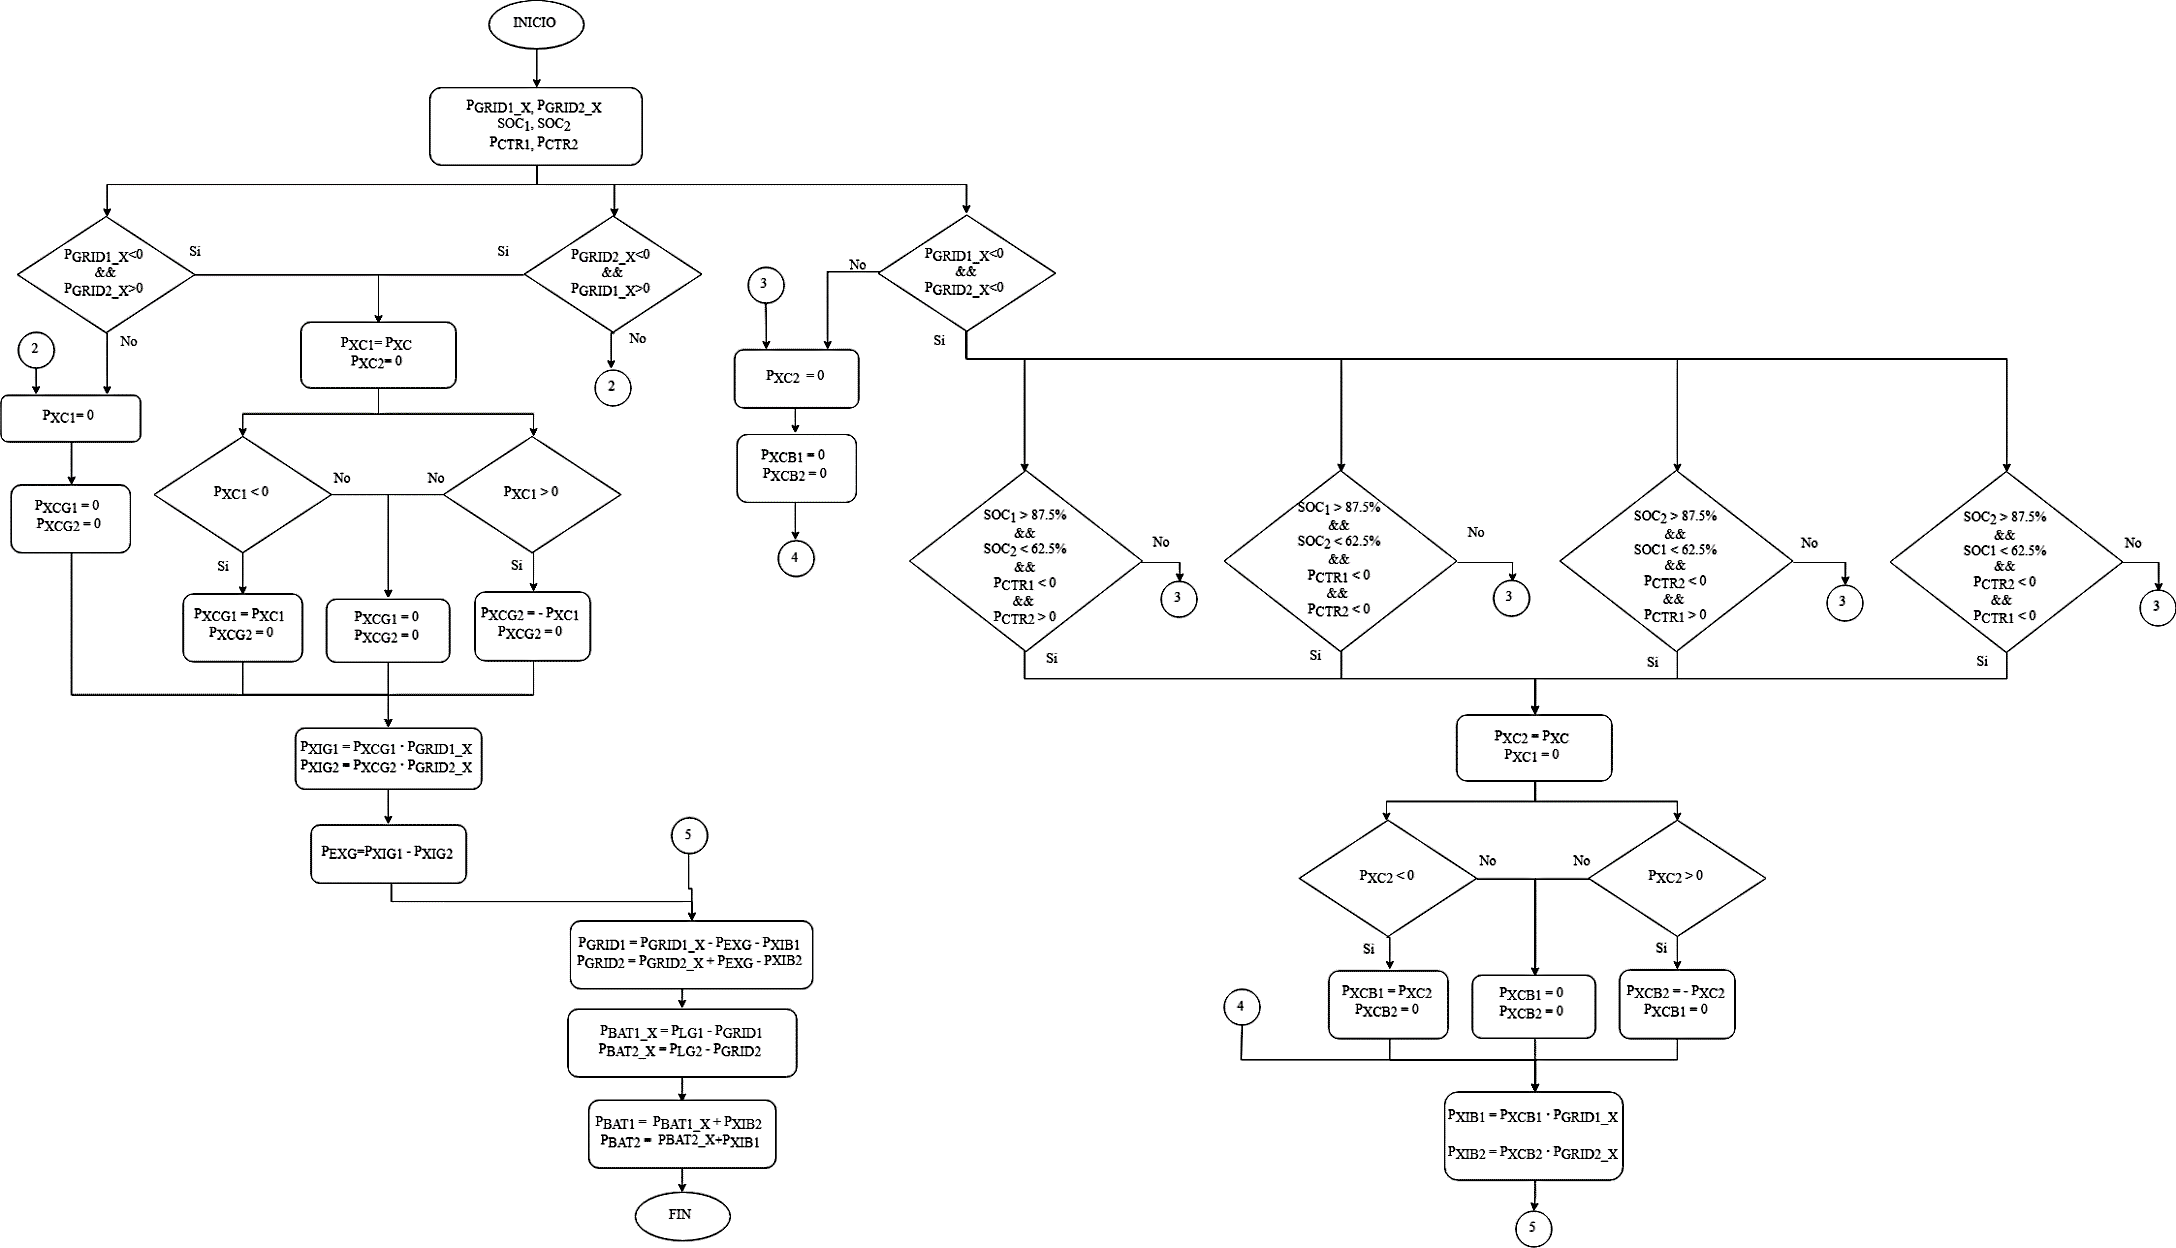 INICIO
PGRID1_X, PGRID2_X
SOC1, SOC2
PCTR1, PCTR2
PGRID1_X<0
&&
PGRID2_X>0
Si
No
Si
PGRID2_X<0
&&
PGRID1_X>0
No
2
PGRID1_X<0
&&
PGRID2_X<0
No
Si
2
PXC1= 0
PXCG1 = 0
PXCG2 = 0
PXC1= PXC
PXC2= 0
PXC1 < 0
No
Si
PXC1 > 0
No
Si
PXCG1 = PXC1
PXCG2 = 0
PXCG1 = 0
PXCG2 = 0
PXCG2 = - PXC1
PXCG2 = 0
PXIG1 = PXCG1 · PGRID1_X
PXIG2 = PXCG2 · PGRID2_X
PEXG=PXIG1 - PXIG2
5
PGRID1 = PGRID1_X - PEXG - PXIB1
PGRID2 = PGRID2_X + PEXG - PXIB2
PBAT1_X = PLG1 - PGRID1
PBAT2_X = PLG2 - PGRID2
PBAT1 = PBAT1_X + PXIB2
PBAT2 = PBAT2_X+PXIB1
FIN
3
PXC2 = 0
PXCB1 = 0
PXCB2 = 0
4
SOC1 > 87.5%
&&
SOC2 < 62.5%
&&
PCTR1 < 0
&&
PCTR2 > 0
No
3
Si
SOC1 > 87.5%
&&
SOC2 < 62.5%
&&
PCTR1 < 0
&&
PCTR2 < 0
No
3
Si
SOC2 > 87.5%
&&
SOC1 < 62.5%
&&
PCTR2 < 0
&&
PCTR1 > 0
No
3
Si
SOC2 > 87.5%
&&
SOC1 < 62.5%
&&
PCTR2 < 0
&&
PCTR1 < 0
No
3
Si
PXC2 = PXC
PXC1 = 0
PXC2 < 0
No
Si
PXC2 > 0
No
Si
PXCB1 = PXC2
PXCB2 = 0
PXCB1 = 0
PXCB2 = 0
PXCB2 = - PXC2
PXCB1 = 0
4
PXIB1 = PXCB1 · PGRID1_X
PXIB2 = PXCB2 · PGRID2_X
5